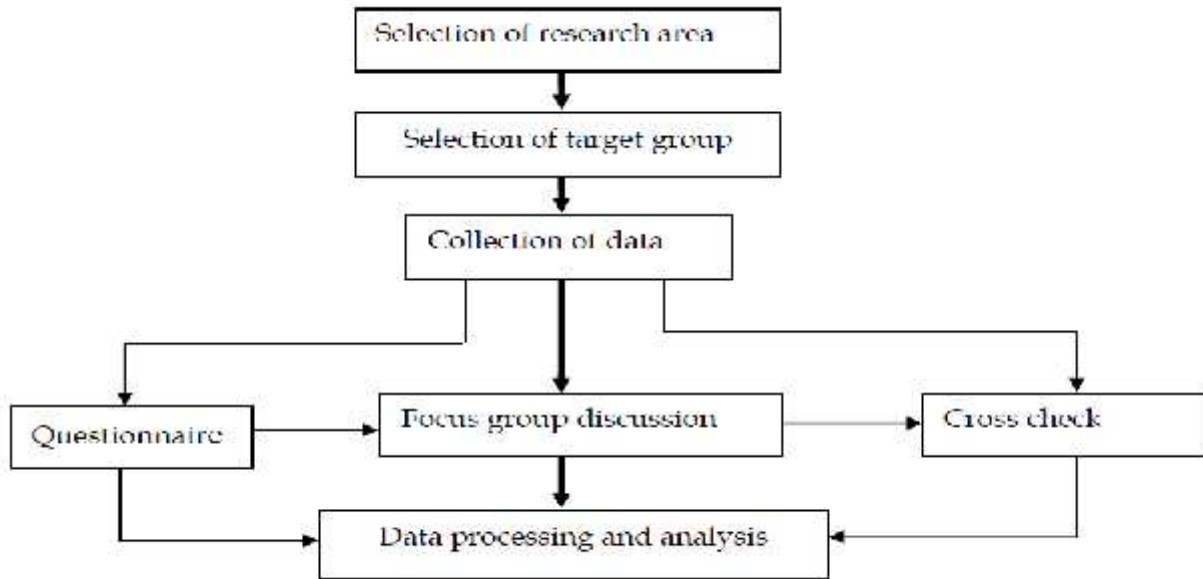 Selection of research area
Selection of target group
Collection of data
Questionnaire
Focus group discussion
Cross check
Data processing and analysis